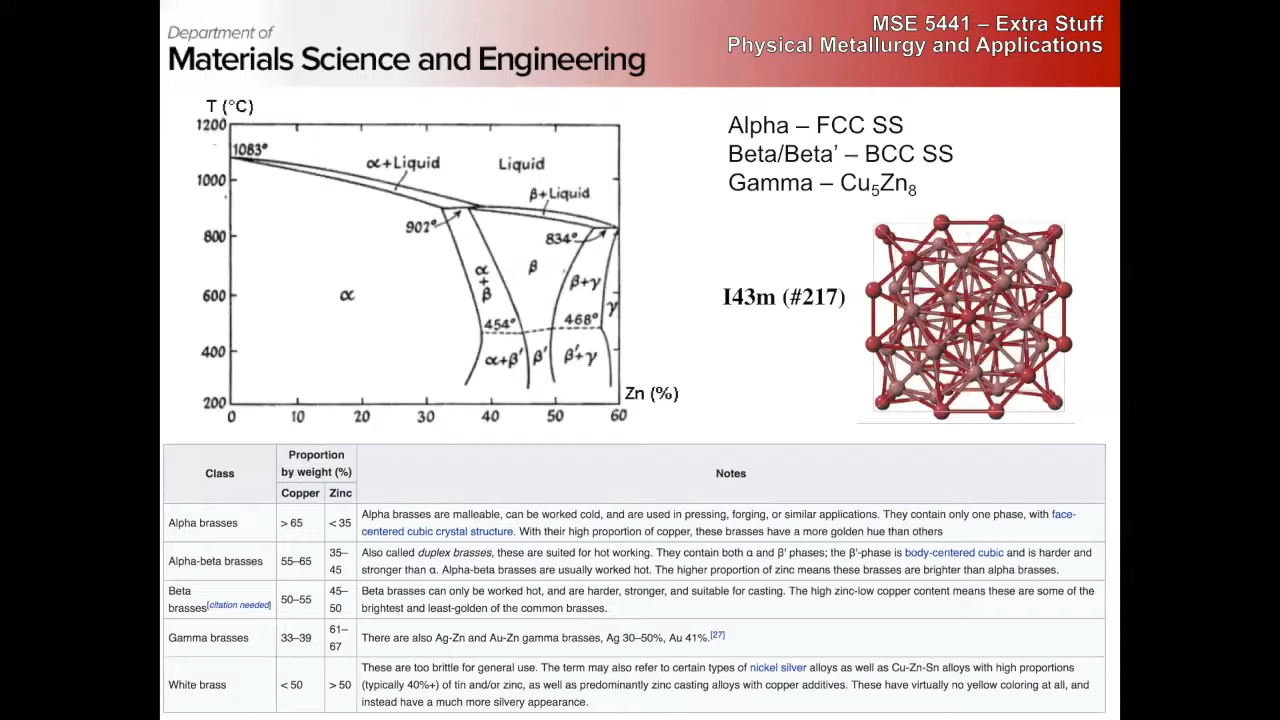 Department of
Materials Science and Engineering
MSE 5441 – Extra Stuff
Physical Metallurgy and Applications
T (°C)
1200
1000
800
600
400
200
1083°
α+Liquid
Liquid
β+Liquid
902°
834°
α
+
β
β
β+γ
γ
α
454°
468°
α+β′
β′
β′+γ
Zn (%)
0 10 20 30 40 50 60
Alpha – FCC SS
Beta/Beta’ – BCC SS
Gamma – Cu₅Zn₈
I43m (#217)
Class
Proportion
by weight (%)
Copper Zinc
Notes
Alpha brasses
> 65
< 35
Alpha brasses are malleable, can be worked cold, and are used in pressing, forging, or similar applications. They contain only one phase, with face-
centered cubic crystal structure. With their high proportion of copper, these brasses have a more golden hue than others
Alpha-beta brasses
55–65
35–
45
Also called duplex brasses, these are suited for hot working. They contain both α and β' phases; the β'-phase is body-centered cubic and is harder and
stronger than α. Alpha-beta brasses are usually worked hot. The higher proportion of zinc means these brasses are brighter than alpha brasses.
Beta
brasses[citation needed]
50–55
45–
50
Beta brasses can only be worked hot, and are harder, stronger, and suitable for casting. The high zinc-low copper content means these are some of the
brightest and least-golden of the common brasses.
Gamma brasses
33–39
61–
67
There are also Ag-Zn and Au-Zn gamma brasses, Ag 30–50%, Au 41%.[27]
White brass
< 50
> 50
These are too brittle for general use. The term may also refer to certain types of nickel silver alloys as well as Cu-Zn-Sn alloys with high proportions
(typically 40%+) of tin and/or zinc, as well as predominantly zinc casting alloys with copper additives. These have virtually no yellow coloring at all, and
instead have a much more silvery appearance.